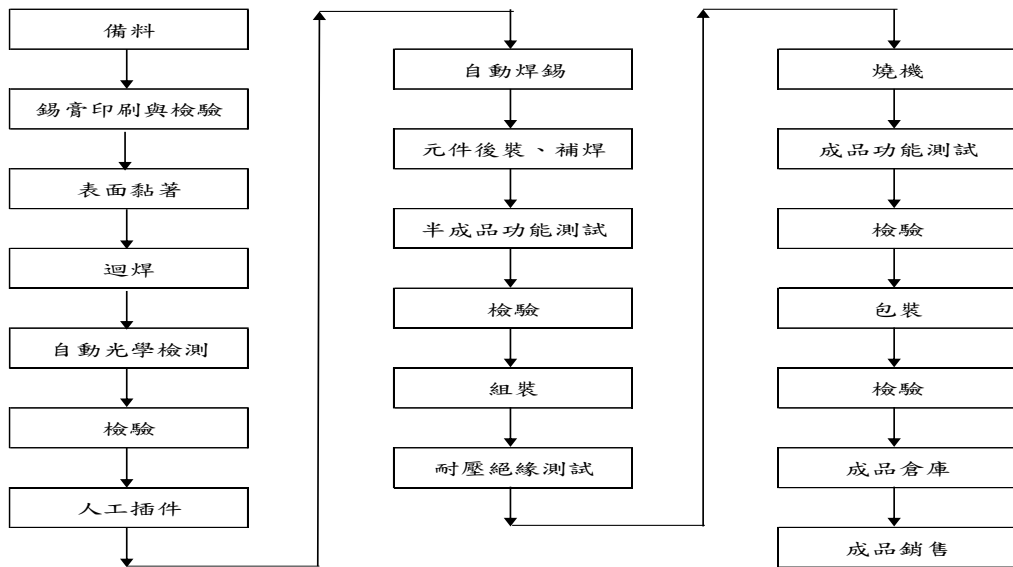 備料
錫膏印刷與檢驗
表面黏著
迴焊
自動光學檢測
檢驗
人工插件
自動焊錫
元件後裝、補焊
半成品功能測試
檢驗
組裝
耐壓絕緣測試
燒機
成品功能測試
檢驗
包裝
檢驗
成品倉庫
成品銷售